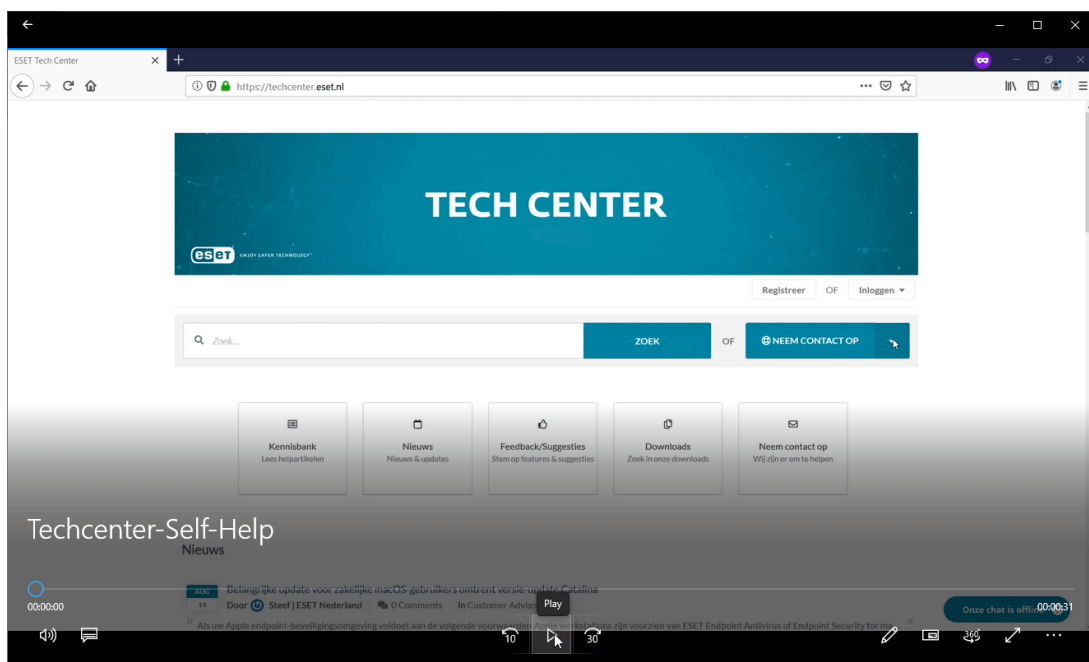 ESET Tech Center
https://techcenter.eset.nl
TECH CENTER
eset ENJOY SAFER TECHNOLOGY™
Registreer OF Inloggen
Zoek... ZOEK OF NEEM CONTACT OP
Kennisbank
Lees helpartikelen
Nieuws
Nieuws & updates
Feedback/Suggesties
Stem op features & suggesties
Downloads
Zoek in onze downloads
Neem contact op
Wij zijn er om te helpen
Techcenter-Self-Help
Nieuws
AUG
14
Belangrijke update voor zakelijke macOS-gebruikers omtrent versie-update Catalina
Door Steef | ESET Nederland 0 Comments in Customer
Play
00:00:00
00:00:31
Onze chat is offline
" Als uw Apple endpoint-beveiligingsomgeving voldoet aan de volgende voorwaarden Apple werkstations zijn voorzien van ESET Endpoint Antivirus of Endpoint Security for "
10
30
360